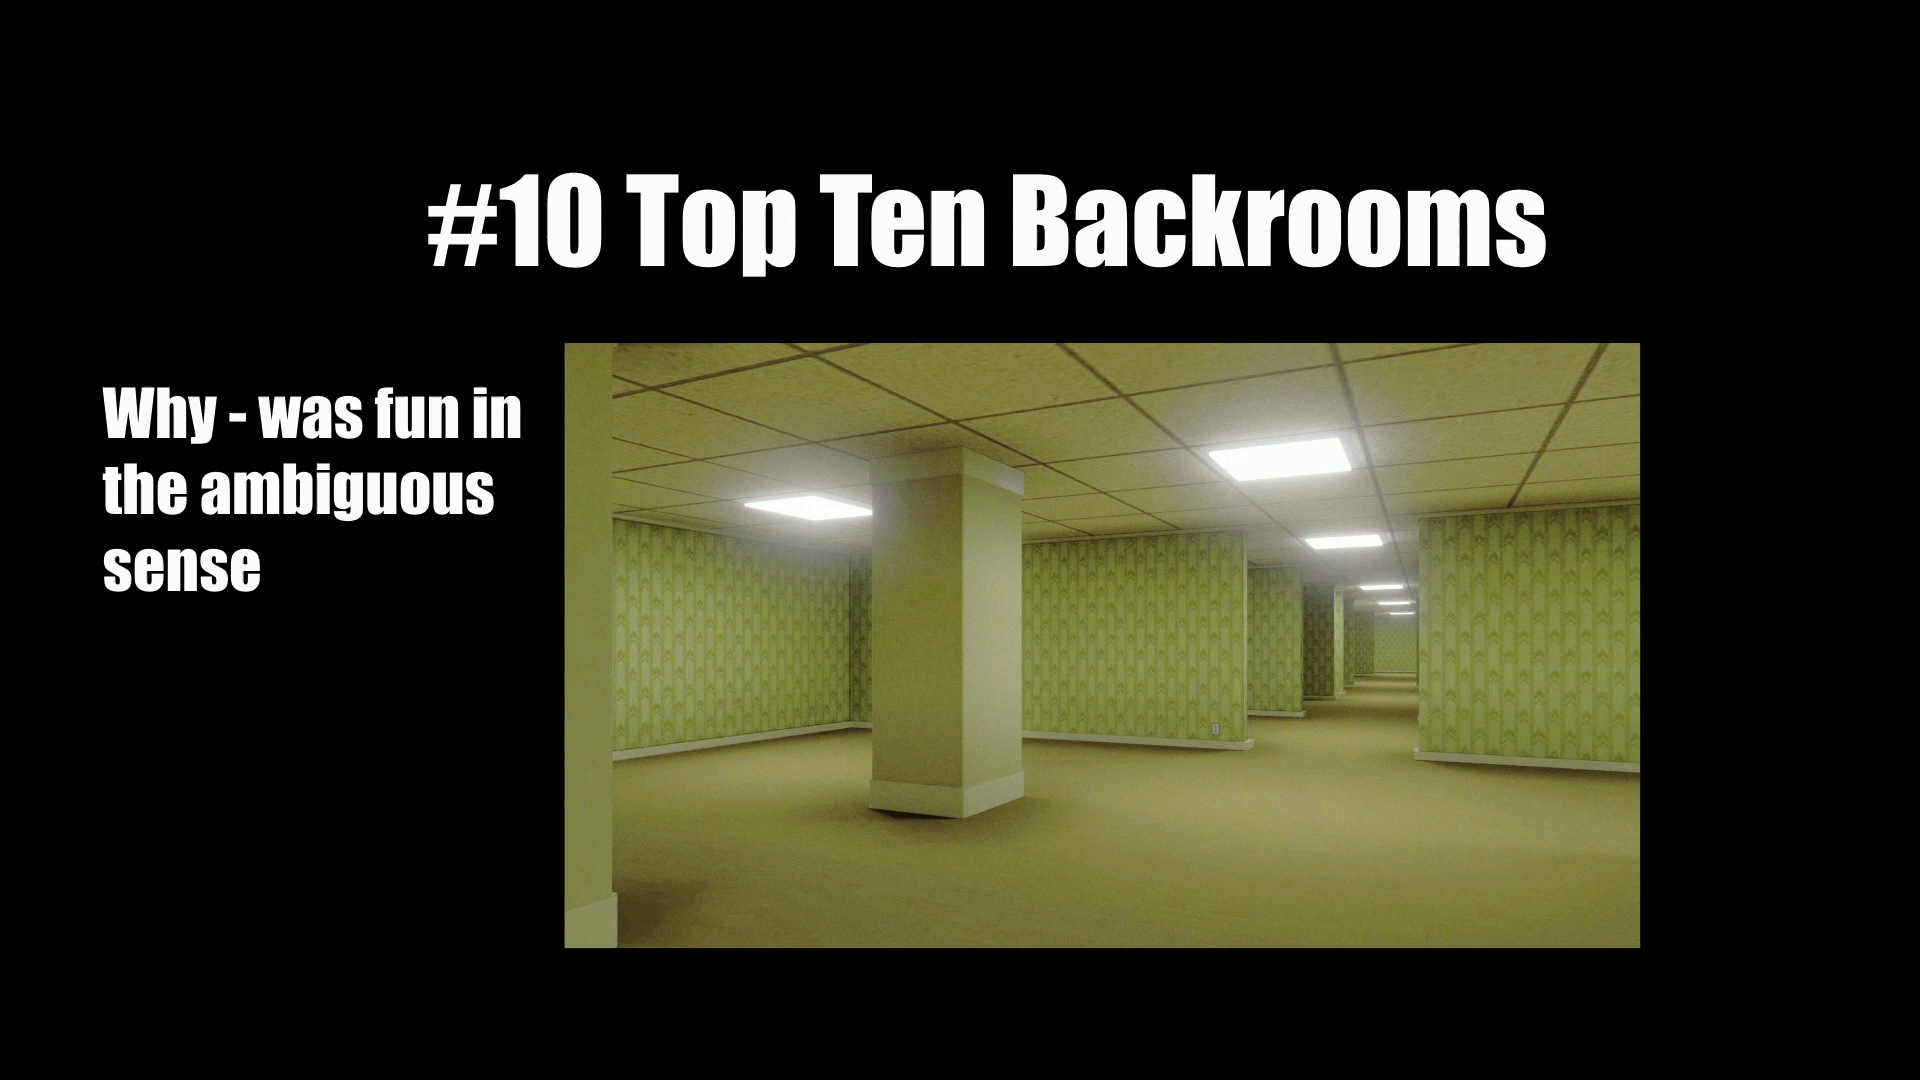 #10 Top Ten Backrooms
Why - was fun in
the ambiguous
sense